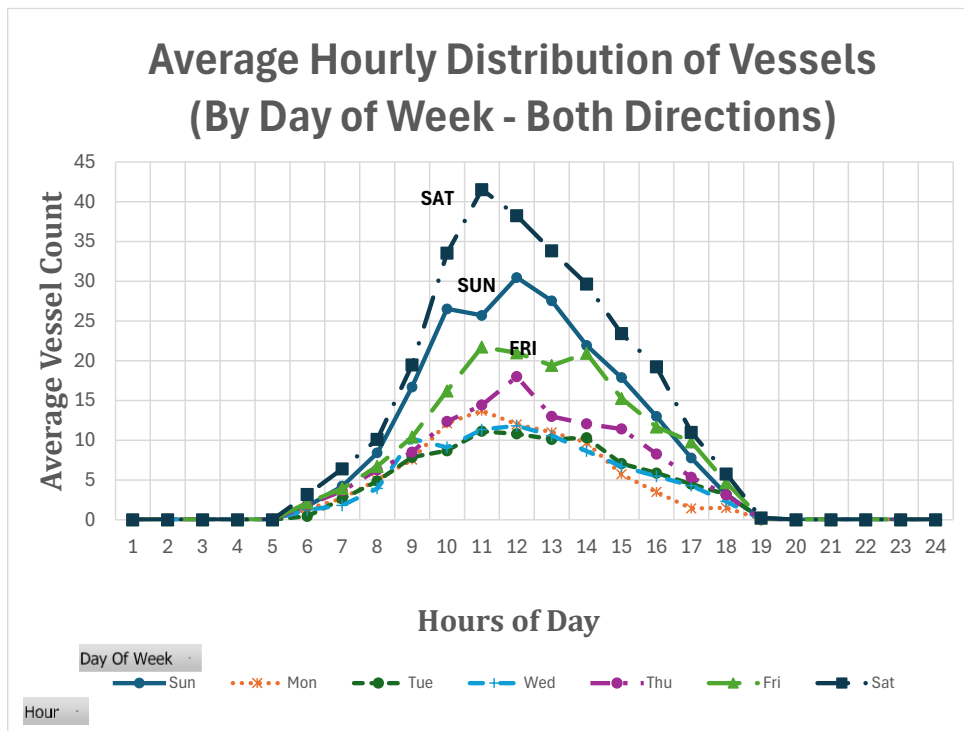 Average Hourly Distribution of Vessels
(By Day of Week - Both Directions)
Average Vessel Count
45
40
35
30
25
20
15
10
5
0
SAT
SUN
FRI
1 2 3 4 5 6 7 8 9 10 11 12 13 14 15 16 17 18 19 20 21 22 23 24
Hours of Day
Day Of Week
Sun Mon Tue Wed Thu Fri Sat
Hour